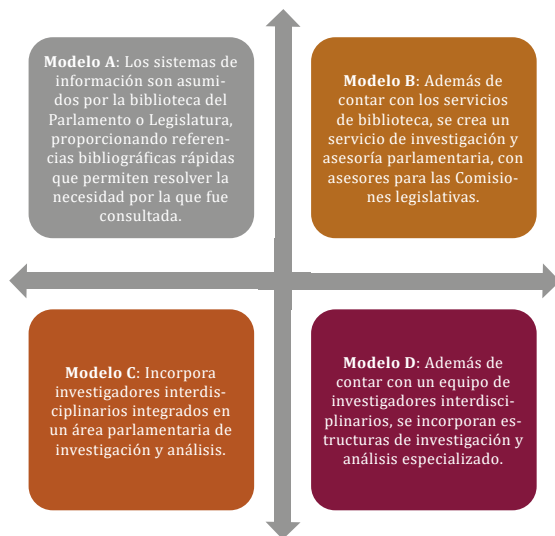 Modelo A: Los sistemas de
información son asumi-
dos por la biblioteca del
Parlamento o Legislatura,
proporcionando referen-
cias bibliográficas rápidas
que permiten resolver la
necesidad por la que fue
consultada.
Modelo B: Además de
contar con los servicios
de biblioteca, se crea un
servicio de investigación y
asesoría parlamentaria, con
asesores para las Comisio-
nes legislativas.
Modelo C: Incorpora
investigadores interdis-
ciplinarios integrados en
un área parlamentaria de
investigación y análisis.
Modelo D: Además de
contar con un equipo de
investigadores interdisci-
plinarios, se incorporan es-
tructuras de investigación y
análisis especializado.